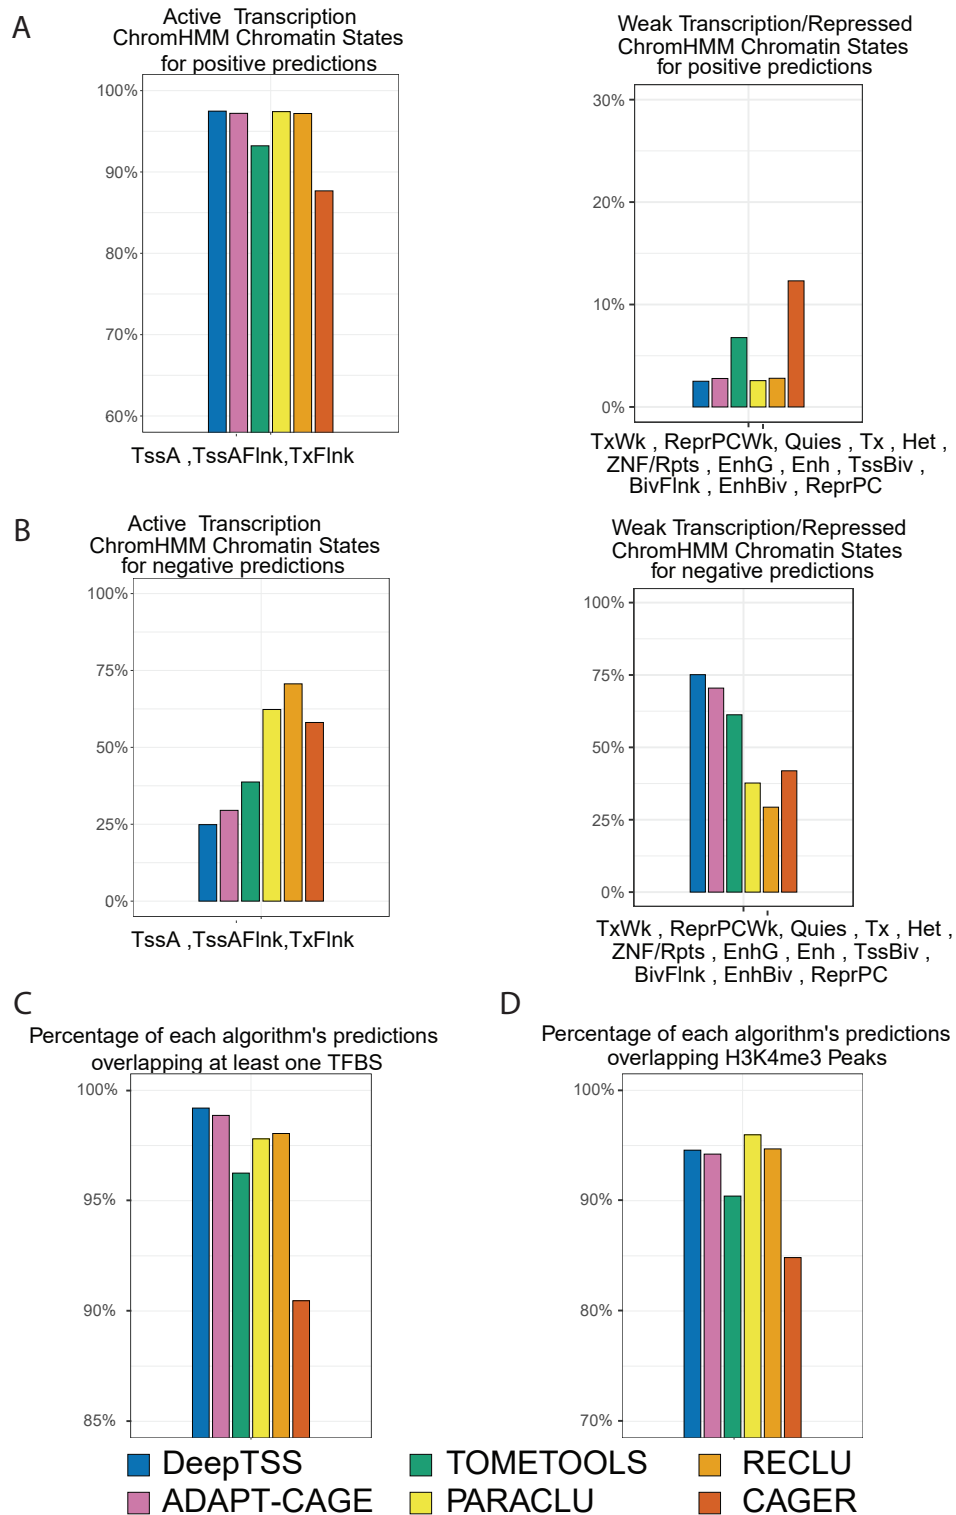 A
Active Transcription
ChromHMM Chromatin States
for positive predictions
100%
90%
80%
70%
60%
TssA ,TssAFlnk,TxFlnk
Weak Transcription/Repressed
ChromHMM Chromatin States
for positive predictions
30%
20%
10%
0%
TxWk , ReprPCWk, Quies , Tx , Het ,
ZNF/Rpts , EnhG , Enh , TssBiv ,
BivFlnk , EnhBiv , ReprPC
B
Active Transcription
ChromHMM Chromatin States
for negative predictions
100%
75%
50%
25%
0%
TssA ,TssAFlnk,TxFlnk
Weak Transcription/Repressed
ChromHMM Chromatin States
for negative predictions
100%
75%
50%
25%
0%
TxWk , ReprPCWk, Quies , Tx , Het ,
ZNF/Rpts , EnhG , Enh , TssBiv ,
BivFlnk , EnhBiv , ReprPC
C
Percentage of each algorithm's predictions
overlapping at least one TFBS
100%
95%
90%
85%
D
Percentage of each algorithm's predictions
overlapping H3K4me3 Peaks
100%
90%
80%
70%
DeepTSS
TOMETOOLS
RECLU
ADAPT-CAGE
PARACLU
CAGER